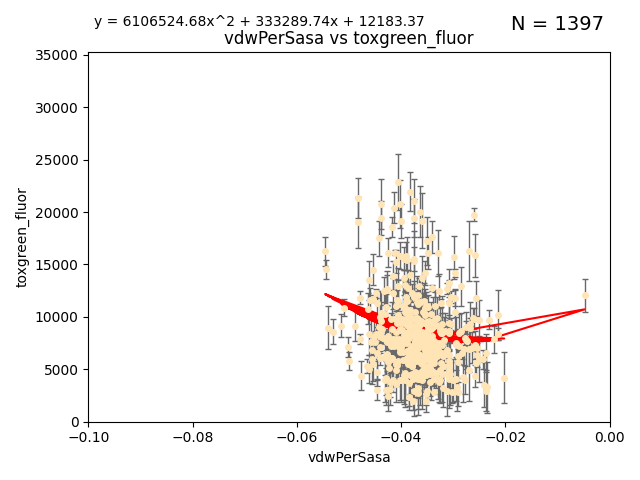 y = 6106524.68x^2 + 333289.74x + 12183.37
N = 1397
vdwPerSasa vs toxgreen_fluor
35000
30000
25000
20000
15000
10000
5000
0
toxgreen_fluor
−0.10
−0.08
−0.06
−0.04
−0.02
0.00
vdwPerSasa